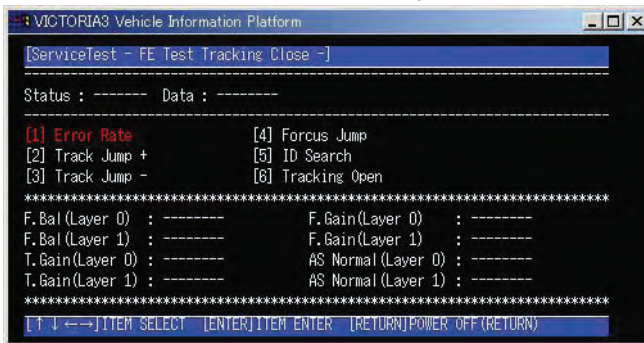 VICTORIA3 Vehicle Information Platform
[ServiceTest - FE Test Tracking Close -]
Status : ------- Data : --------
[1] Error Rate [4] Forcus Jump
[2] Track Jump + [5] ID Search
[3] Track Jump - [6] Tracking Open
F.Bal(Layer 0) : -------- F.Gain(Layer 0) : --------
F.Bal(Layer 1) : -------- F.Gain(Layer 1) : --------
T.Gain(Layer 0) : -------- AS Normal(Layer 0) : --------
T.Gain(Layer 1) : -------- AS Normal(Layer 1) : --------
[↑↓←→]ITEM SELECT [ENTER]ITEM ENTER [RETURN]POWER OFF(RETURN)